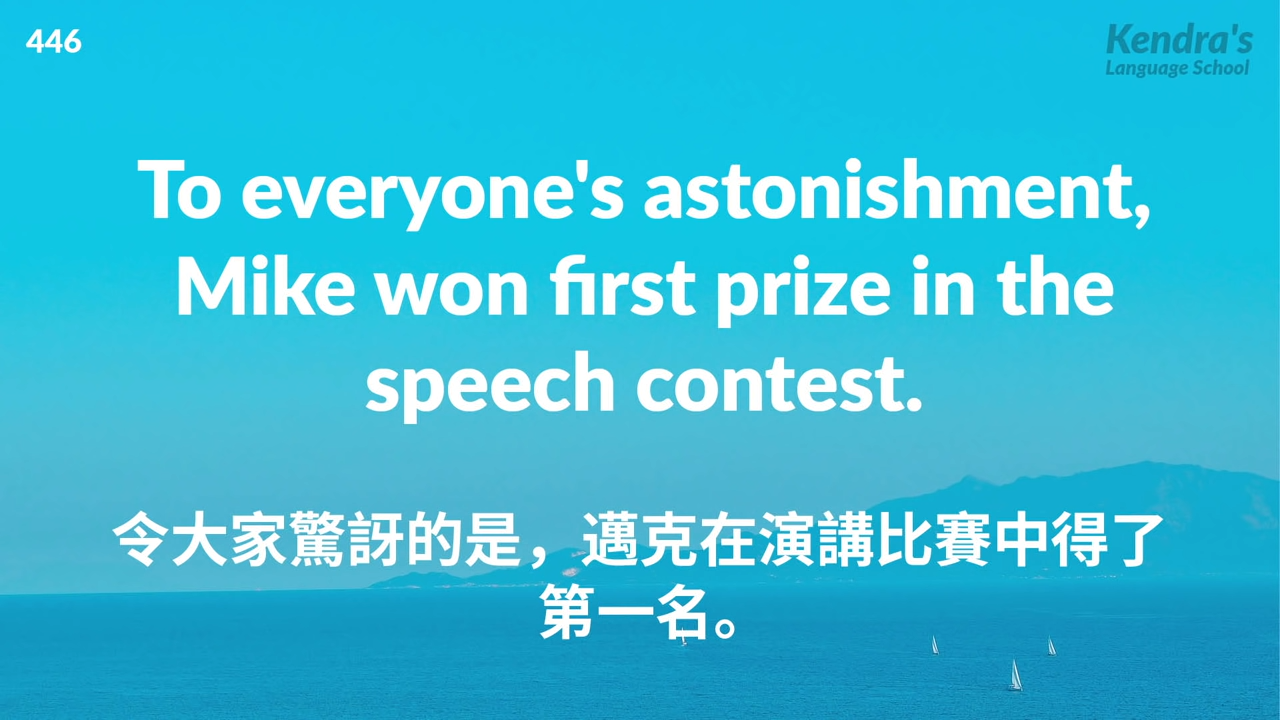 446
Kendra's
Language School
To everyone's astonishment,
Mike won first prize in the
speech contest.
令大家驚訝的是，邁克在演講比賽中得了
第一名。